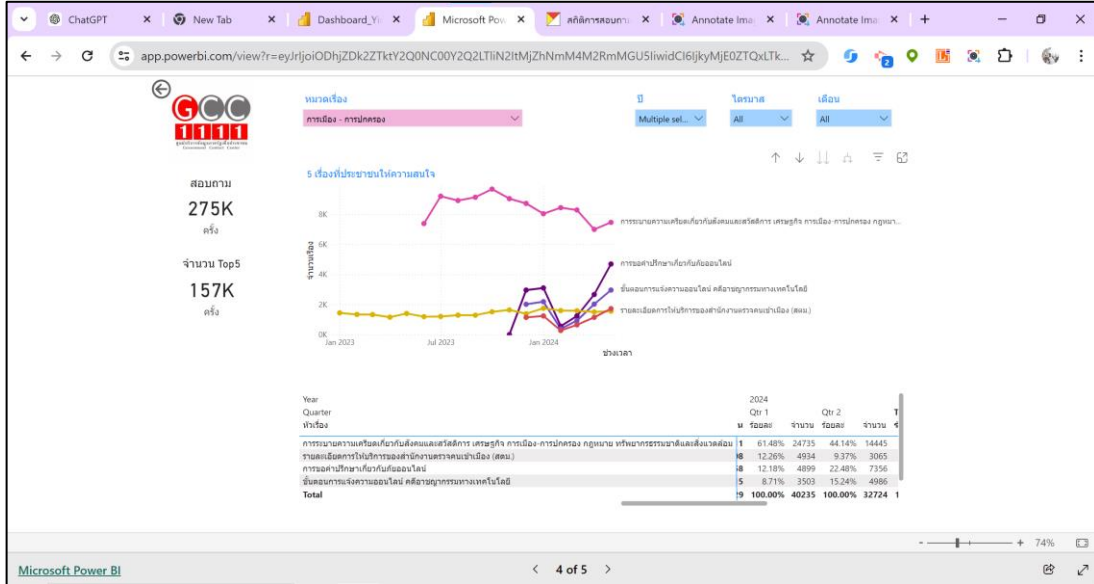 ChatGPT
New Tab
Dashboard_Yi
Microsoft Pow
สถิติการสอบถา
Annotate Ima
Annotate Ima
2
GCC
1111
หมวดเรื่อง
ปี
ไตรมาส
เดือน
การเมือง - การปกครอง
Multiple sel...
All
All
สอบถาม
275K
ครั้ง
จำนวน Top5
157K
ครั้ง
5 เรื่องที่ประชาชนให้ความสนใจ
จำนวนเรื่อง
8K
6K
4K
2K
0K
Jan 2023
Jul 2023
Jan 2024
ช่วงเวลา
การระบายความเครียดเกี่ยวกับสังคมและสวัสดิการ เศรษฐกิจ การเมือง-การปกครอง กฎหมา...
การขอคำปรึกษาเกี่ยวกับภัยออนไลน์
ขั้นตอนการแจ้งความออนไลน์ คดีอาชญากรรมทางเทคโนโลยี
รายละเอียดการให้บริการของสำนักงานตรวจคนเข้าเมือง (สตม.)
Year 2024
Quarter Qtr 1 Qtr 2 T
หัวเรื่อง น ร้อยละ จำนวน ร้อยละ จำนวน
การระบายความเครียดเกี่ยวกับสังคมและสวัสดิการ เศรษฐกิจ การเมือง-การปกครอง กฎหมาย ทรัพยากรธรรมชาติและสิ่งแวดล้อม 1 61.48% 24735 44.14% 14445
รายละเอียดการให้บริการของสำนักงานตรวจคนเข้าเมือง (สตม.) 98 12.26% 4934 9.37% 3065
การขอคำปรึกษาเกี่ยวกับภัยออนไลน์ 58 12.18% 4899 22.48% 7356
ขั้นตอนการแจ้งความออนไลน์ คดีอาชญากรรมทางเทคโนโลยี 5 8.71% 3503 15.24% 4986
Total 29 100.00% 40235 100.00% 32724 1
74%
Microsoft Power BI
4 of 5